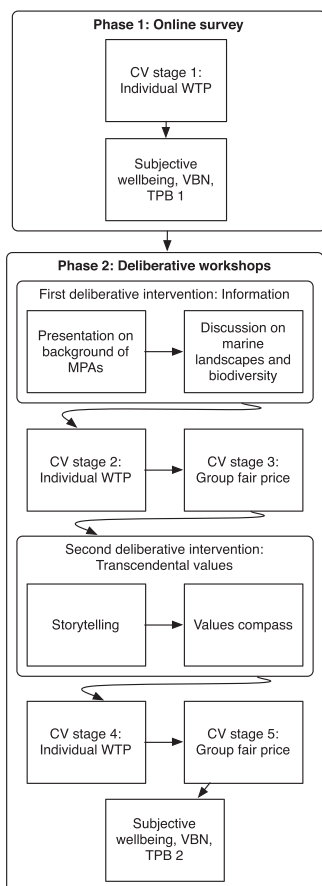 Phase 1: Online survey
CV stage 1:
Individual WTP
Subjective
wellbeing, VBN,
TPB 1
Phase 2: Deliberative workshops
First deliberative intervention: Information
Presentation on
background of
MPAs
Discussion on
marine
landscapes and
biodiversity
CV stage 2:
Individual WTP
CV stage 3:
Group fair price
Second deliberative intervention:
Transcendental values
Storytelling
Values compass
CV stage 4:
Individual WTP
CV stage 5:
Group fair price
Subjective
wellbeing, VBN,
TPB 2